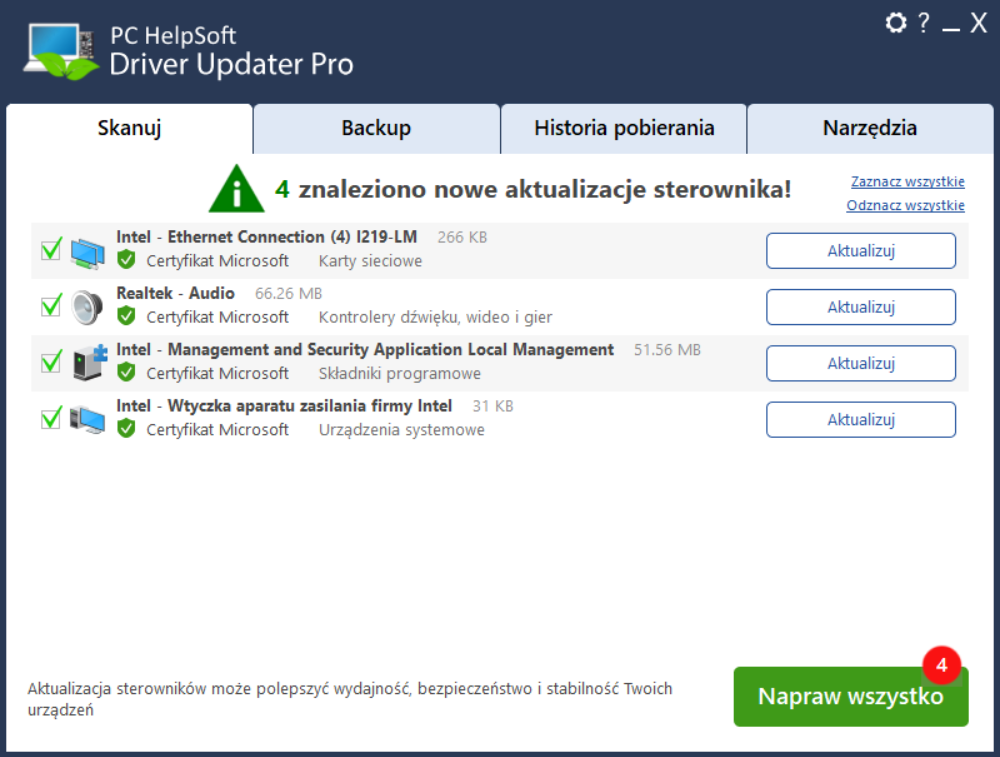 PC HelpSoft
Driver Updater Pro
? _ X
Skanuj Backup Historia pobierania Narzędzia
4 znaleziono nowe aktualizacje sterownika!
Zaznacz wszystkie
Odznacz wszystkie
Intel - Ethernet Connection (4) I219-LM 266 KB
Certyfikat Microsoft Karty sieciowe
Aktualizuj
Realtek - Audio 66.26 MB
Certyfikat Microsoft Kontrolery dźwięku, wideo i gier
Aktualizuj
Intel - Management and Security Application Local Management 51.56 MB
Certyfikat Microsoft Składniki programowe
Aktualizuj
Intel - Wtyczka aparatu zasilania firmy Intel 31 KB
Certyfikat Microsoft Urządzenia systemowe
Aktualizuj
Aktualizacja sterowników może polepszyć wydajność, bezpieczeństwo i stabilność Twoich
urządzeń
4
Napraw wszystko